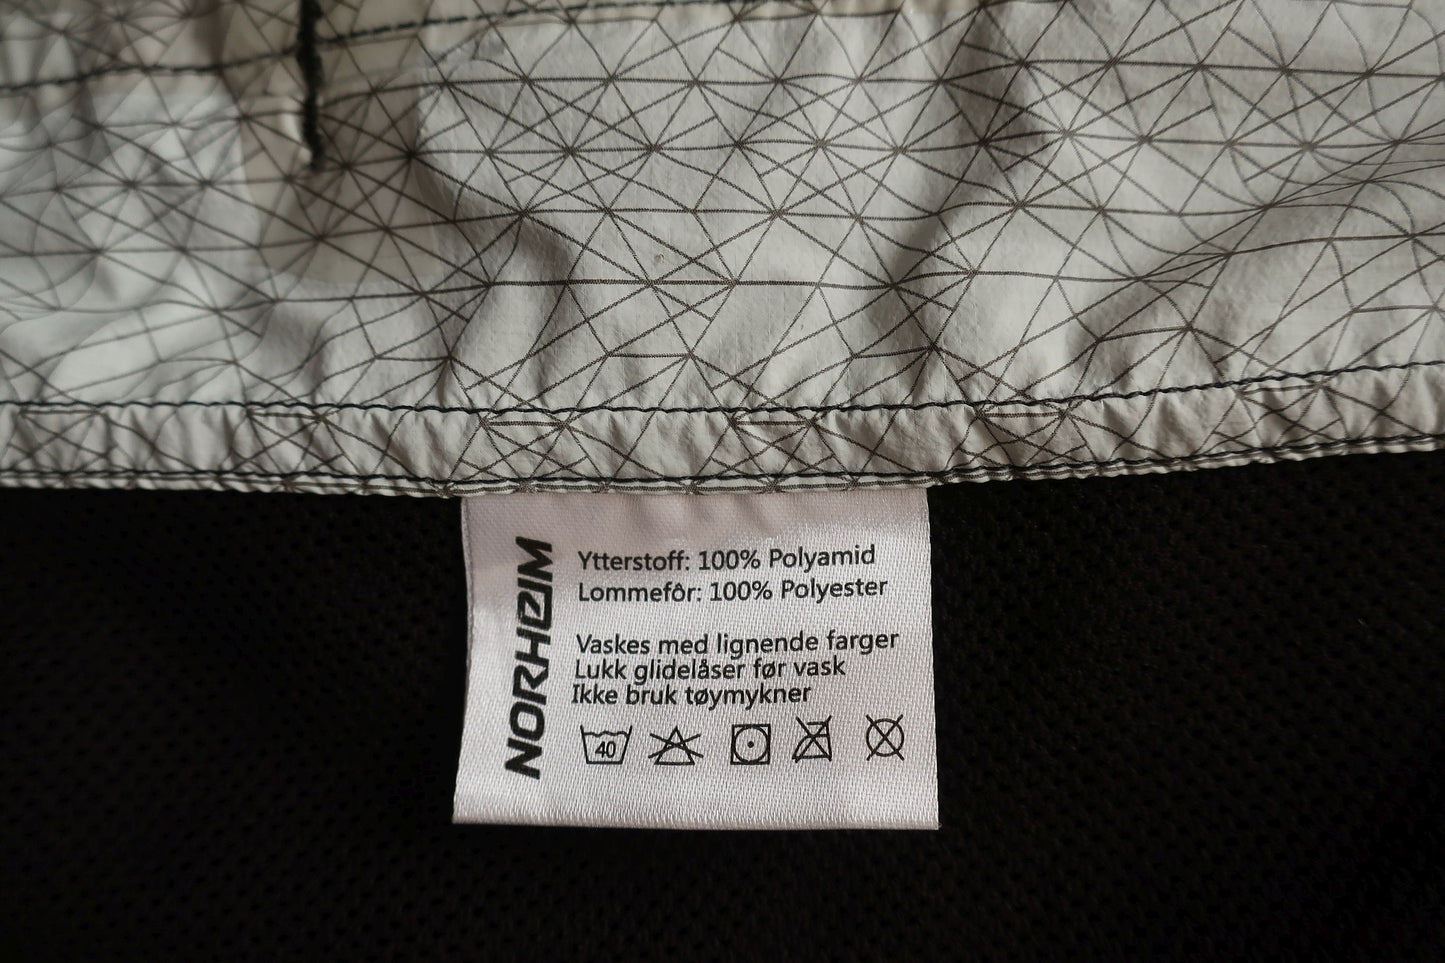 NORHEIM
Ytterstoff: 100% Polyamid
Lommefôr: 100% Polyester
Vaskes med lignende farger
Lukk glidelåser før vask
Ikke bruk tøymykner
40